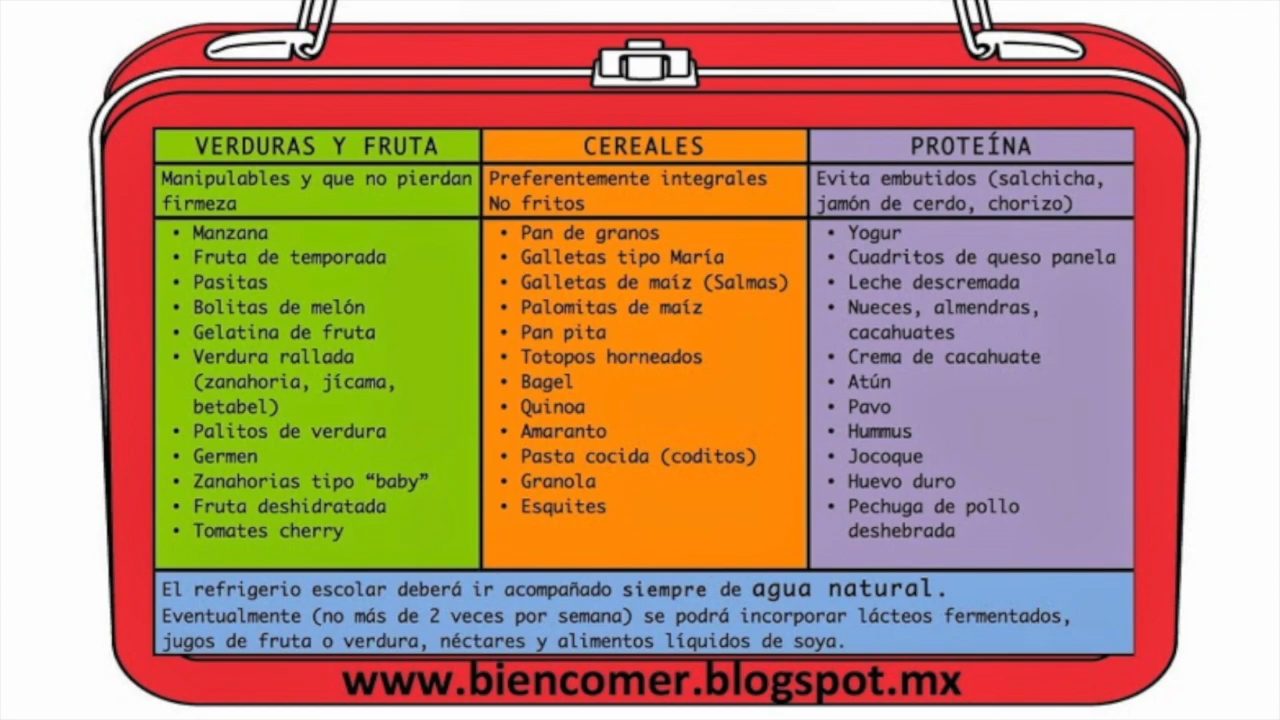 VERDURAS Y FRUTA
Manipulables y que no pierdan
firmeza
• Manzana
• Fruta de temporada
• Pasitas
• Bolitas de melón
• Gelatina de fruta
• Verdura rallada
(zanahoria, jícama,
betabel)
• Palitos de verdura
• Germen
• Zanahorias tipo “baby”
• Fruta deshidratada
• Tomates cherry
CEREALES
Preferentemente integrales
No fritos
• Pan de granos
• Galletas tipo María
• Galletas de maíz (Salmas)
• Palomitas de maíz
• Pan pita
• Totopos horneados
• Bagel
• Quinoa
• Amaranto
• Pasta cocida (coditos)
• Granola
• Esquites
PROTEÍNA
Evita embutidos (salchicha,
jamón de cerdo, chorizo)
• Yogur
• Cuadritos de queso panela
• Leche descremada
• Nueces, almendras,
cacahuates
• Crema de cacahuate
• Atún
• Pavo
• Hummus
• Jocoque
• Huevo duro
• Pechuga de pollo
deshebrada
El refrigerio escolar deberá ir acompañado siempre de agua natural.
Eventualmente (no más de 2 veces por semana) se podrá incorporar lácteos fermentados,
jugos de fruta o verdura, néctares y alimentos líquidos de soya.
www.biencomer.blogspot.mx